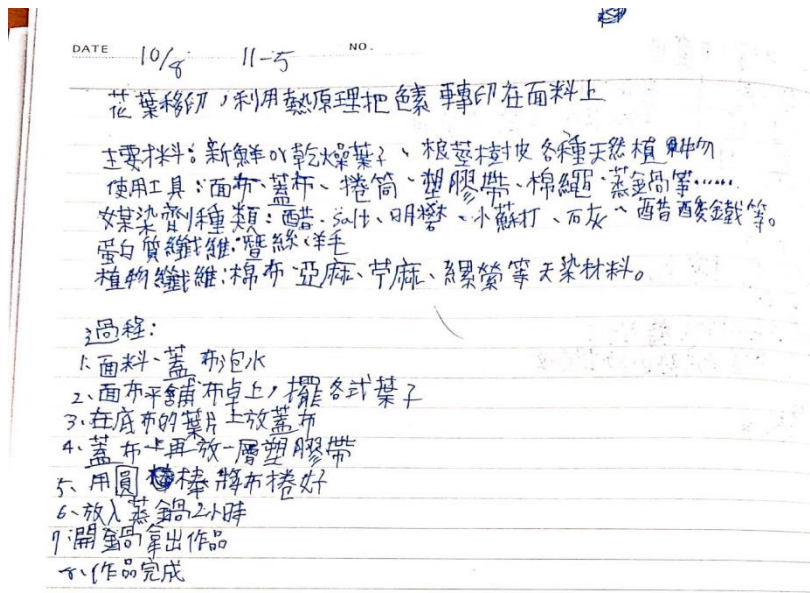 DATE 10/8 11-5 NO.
花葉移印，利用熱原理把色素轉印在面料上
主要材料：新鮮or乾燥葉子、根莖樹皮各種天然植物
使用工具：面布、蓋布、捲筒、塑膠帶、棉繩、蒸鍋等……
媒染劑種類：醋、salt、明礬、小蘇打、石灰、醋酸鐵等。
蛋白質纖維：蠶絲、羊毛
植物纖維：棉布、亞麻、苧麻、縲縈等天染材料。
過程：
1、面料、蓋布泡水
2、面布平舖布桌上，擺各式葉子
3、在底布的葉片上放蓋布
4、蓋布上再放一層塑膠帶
5、用圓棒將布捲好
6、放入蒸鍋2小時
7、開鍋拿出作品
8、作品完成